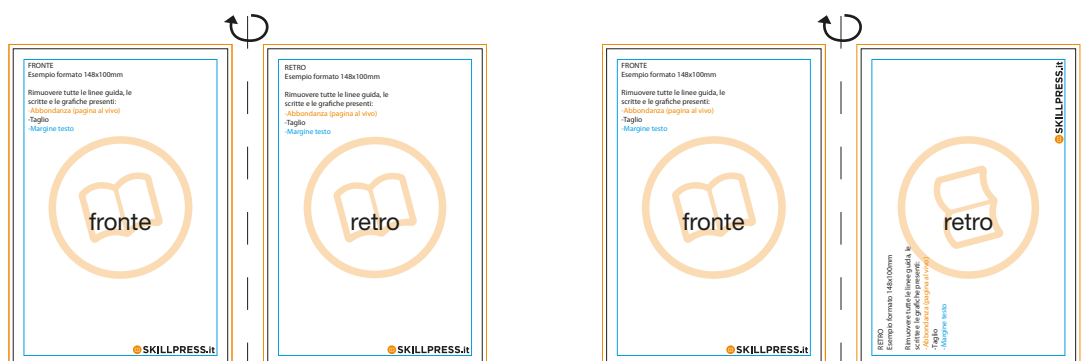 FRONTE
Esempio formato 148x100mm
Rimuovere tutte le linee guida, le
scritte e le grafiche presenti:
-Abbondanza (pagina al vivo)
-Taglio
-Margine testo
fronte
SKILLPRESS.it
RETRO
Esempio formato 148x100mm
Rimuovere tutte le linee guida, le
scritte e le grafiche presenti:
-Abbondanza (pagina al vivo)
-Taglio
-Margine testo
retro
SKILLPRESS.it
FRONTE
Esempio formato 148x100mm
Rimuovere tutte le linee guida, le
scritte e le grafiche presenti:
-Abbondanza (pagina al vivo)
-Taglio
-Margine testo
fronte
SKILLPRESS.it
RETRO
Esempio formato 148x100mm
Rimuovere tutte le linee guida, le
scritte e le grafiche presenti:
-Abbondanza (pagina al vivo)
-Taglio
-Margine testo
retro
SKILLPRESS.it